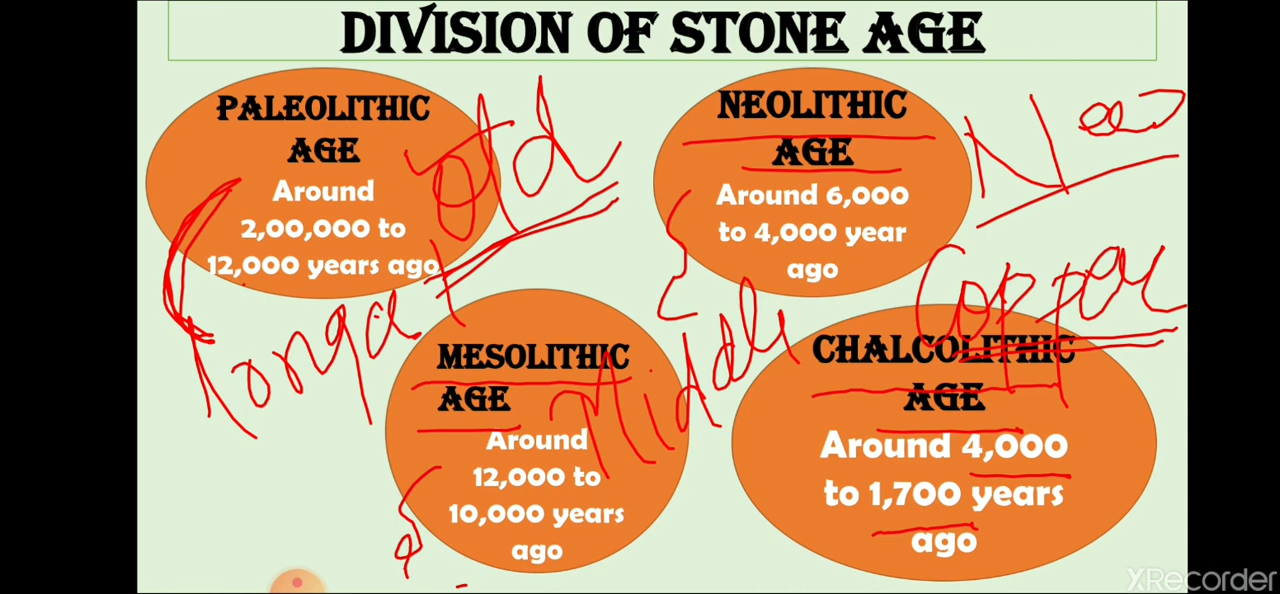 DIVISION OF STONE AGE
PALEOLITHIC
AGE
Around
2,00,000 to
12,000 years ago
Old
Longer
NEOLITHIC
AGE
Around 6,000
to 4,000 year
ago
New
MESOLITHIC
AGE
Around
12,000 to
10,000 years
ago
Middle
Copper
CHALCOLITHIC
AGE
Around 4,000
to 1,700 years
ago
XRecorder